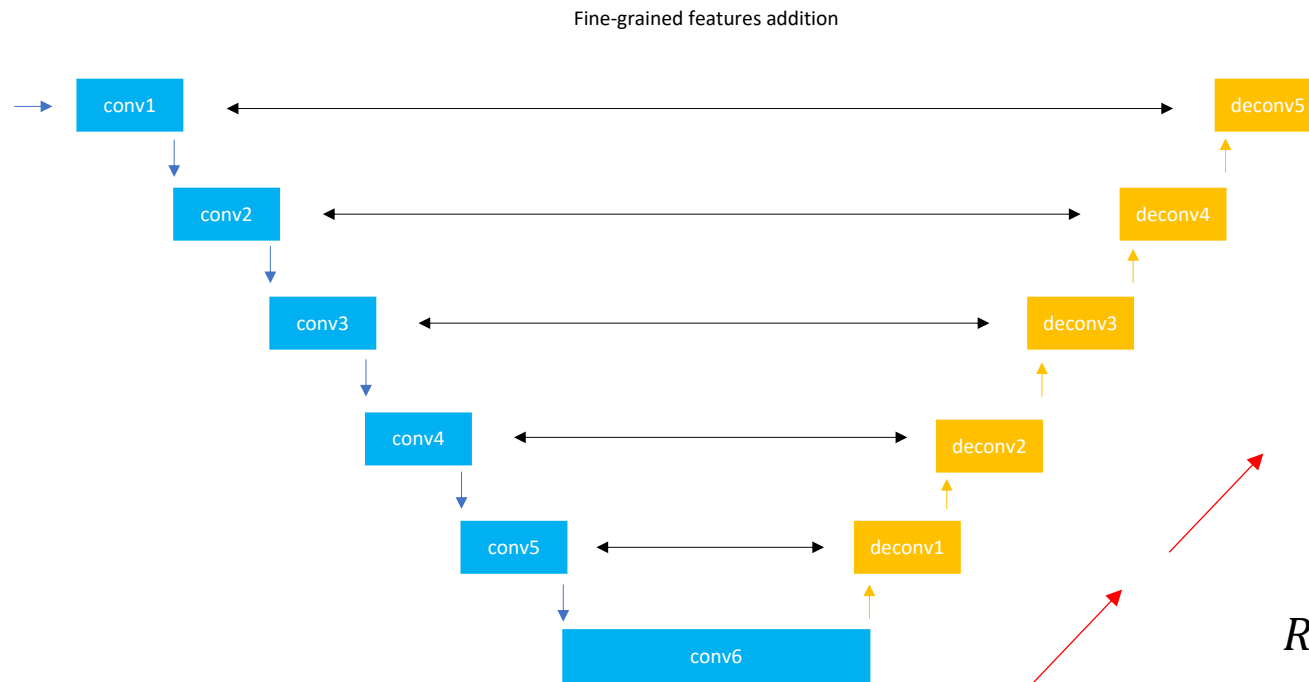 Fine-grained features addition
conv1
deconv5
conv2
deconv4
conv3
deconv3
conv4
deconv2
conv5
deconv1
conv6
R